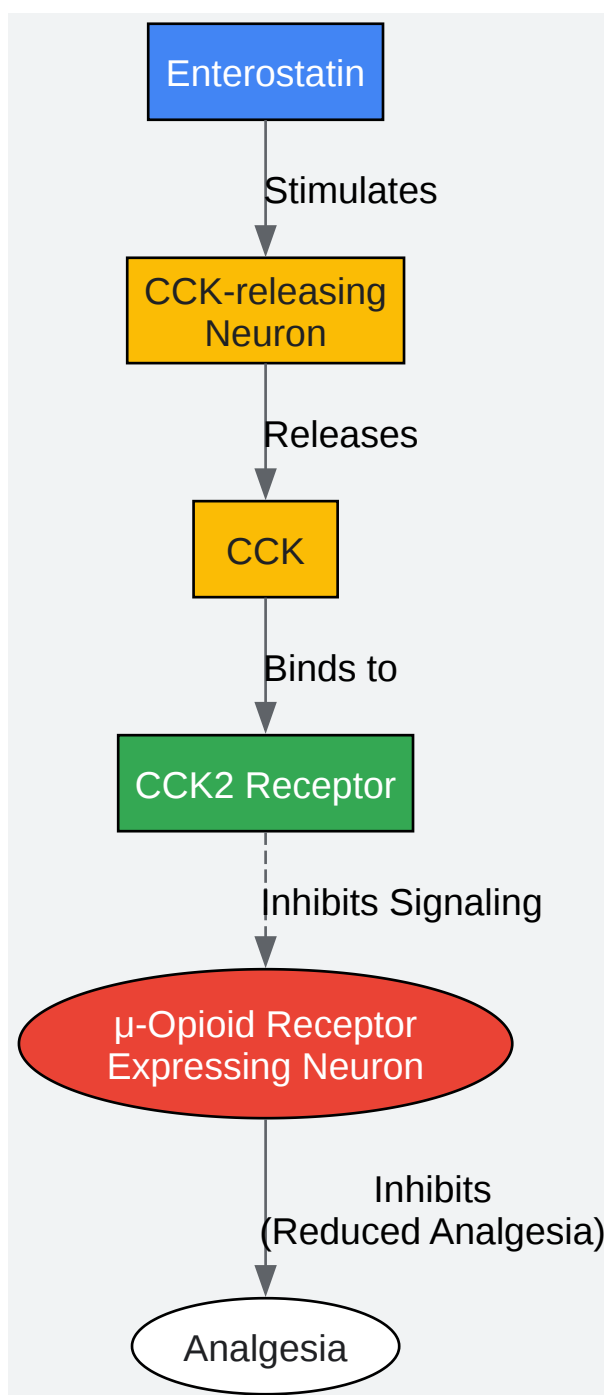 Enterostatin
Stimulates
CCK-releasing
Neuron
Releases
CCK
Binds to
CCK2 Receptor
Inhibits Signaling
μ-Opioid Receptor
Expressing Neuron
Inhibits
(Reduced Analgesia)
Analgesia